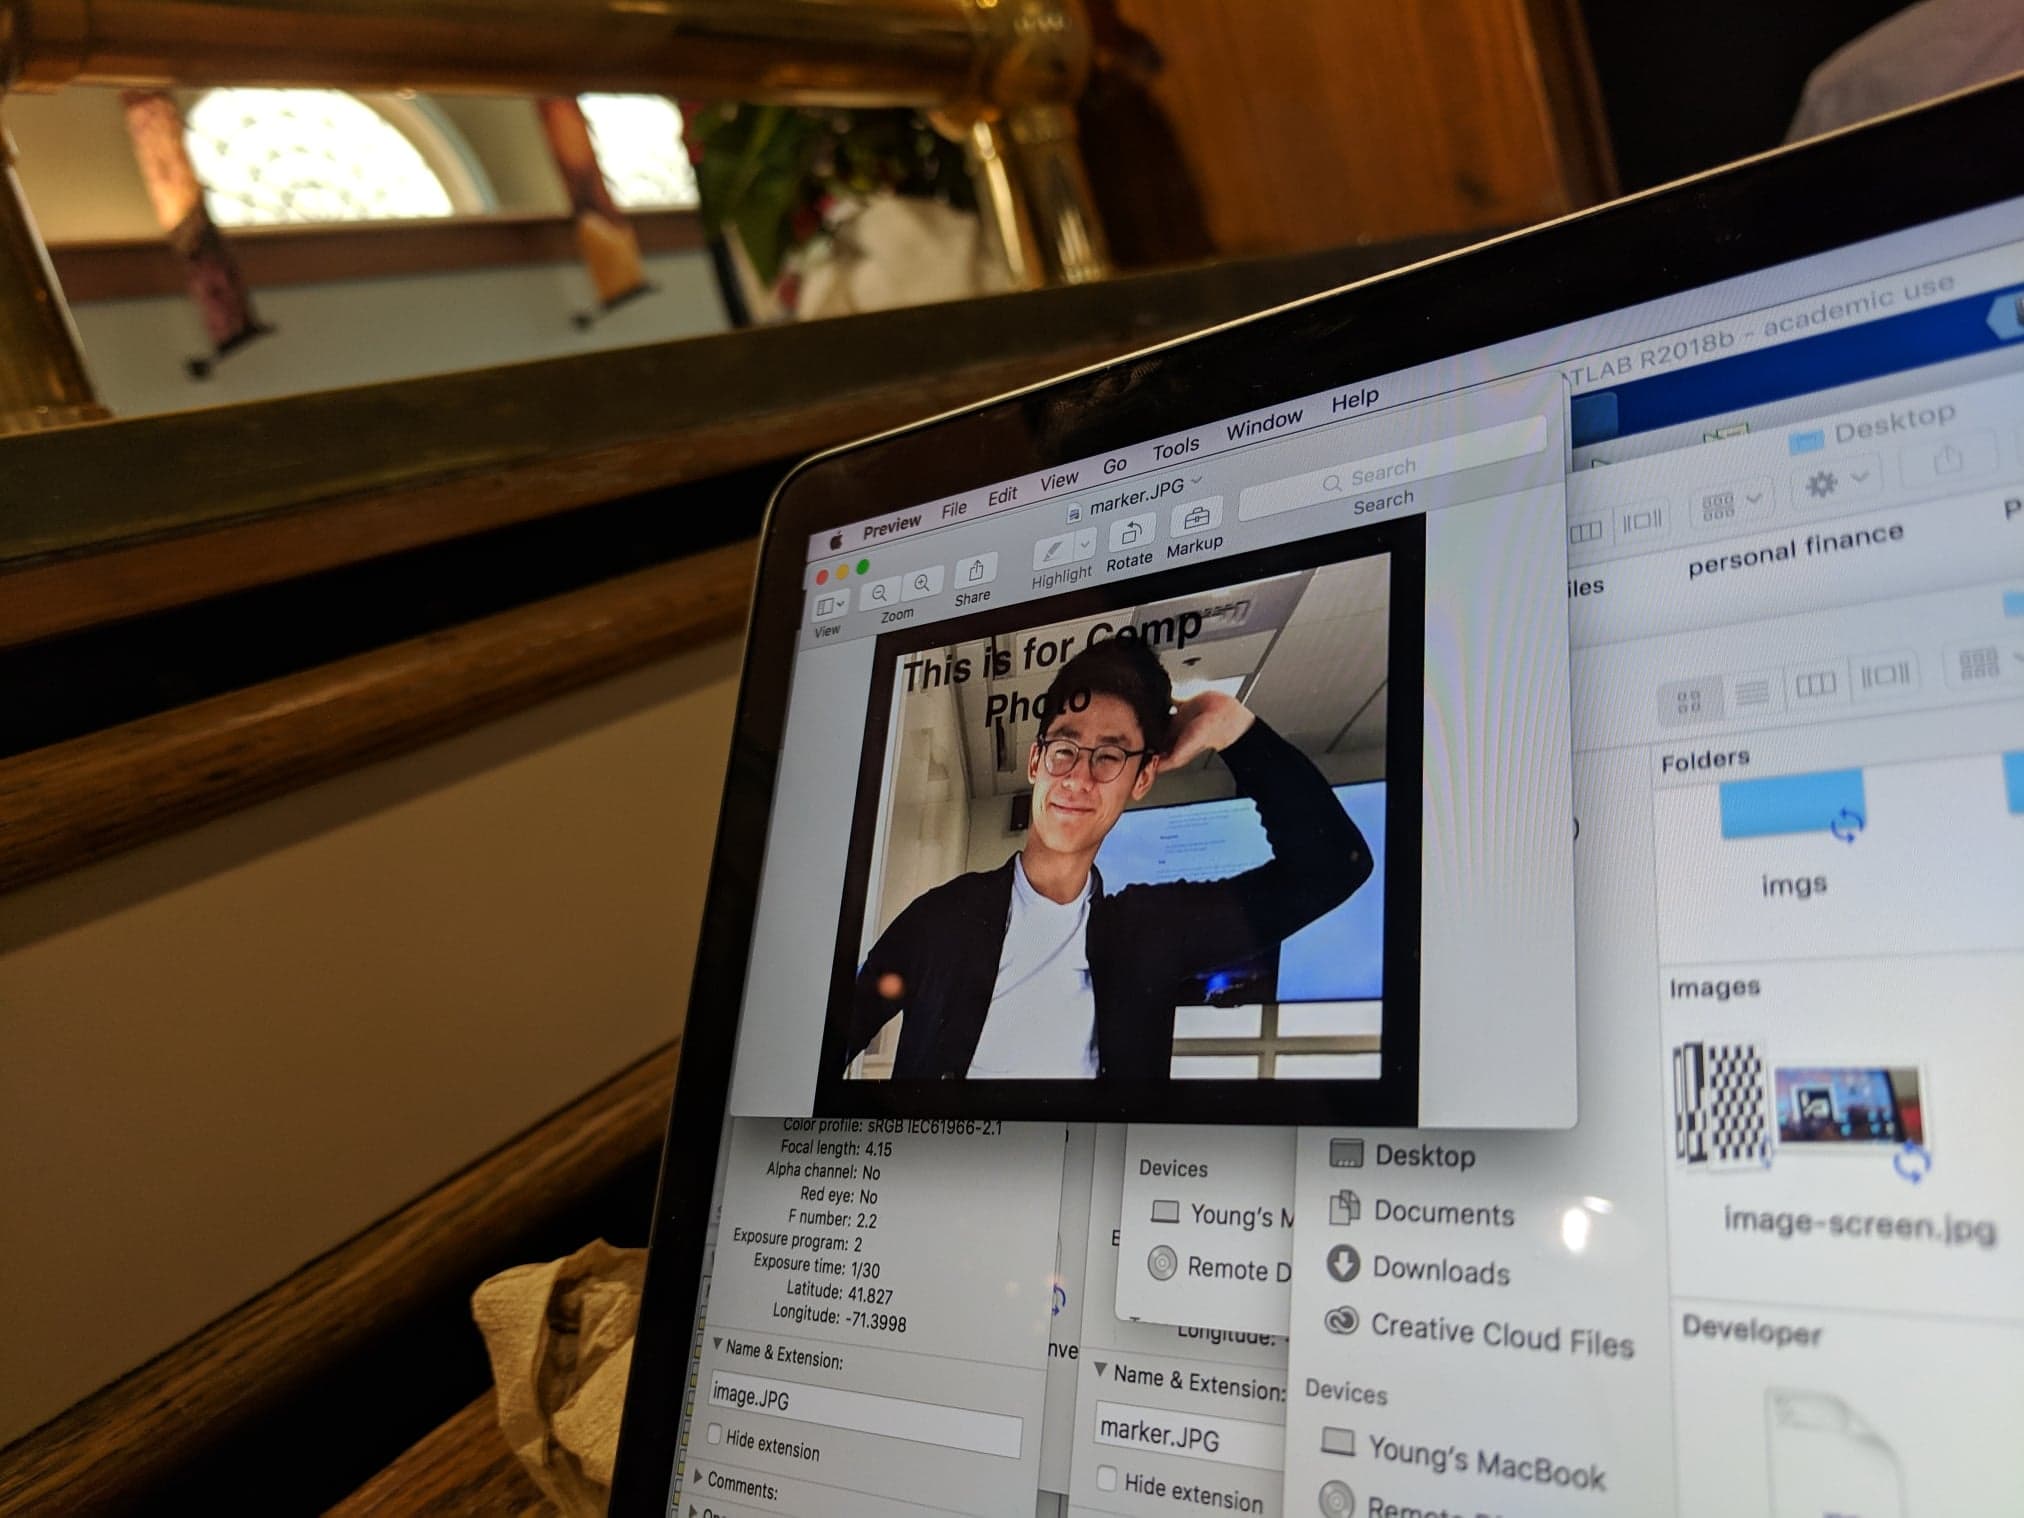 Preview File Edit View Go Tools Window Help
marker.JPG
View
Zoom
Share
Highlight
Rotate
Markup
Search
Search
This is for Comp
Photo
Color profile: sRGB IEC61966-2.1
Focal length: 4.15
Alpha channel: No
Red eye: No
F number: 2.2
Exposure program: 2
Exposure time: 1/30
Latitude: 41.827
Longitude: -71.3998
Name & Extension:
image.JPG
Hide extension
Comments:
nve
Devices
Young's M
Remote D
Longitude: -
Name & Extension:
marker.JPG
Hide extension
Desktop
Documents
Downloads
Creative Cloud Files
Devices
Young's MacBook
TLAB R2018b - academic use
Desktop
iles
personal finance
Folders
imgs
Images
image-screen.jpg
Developer